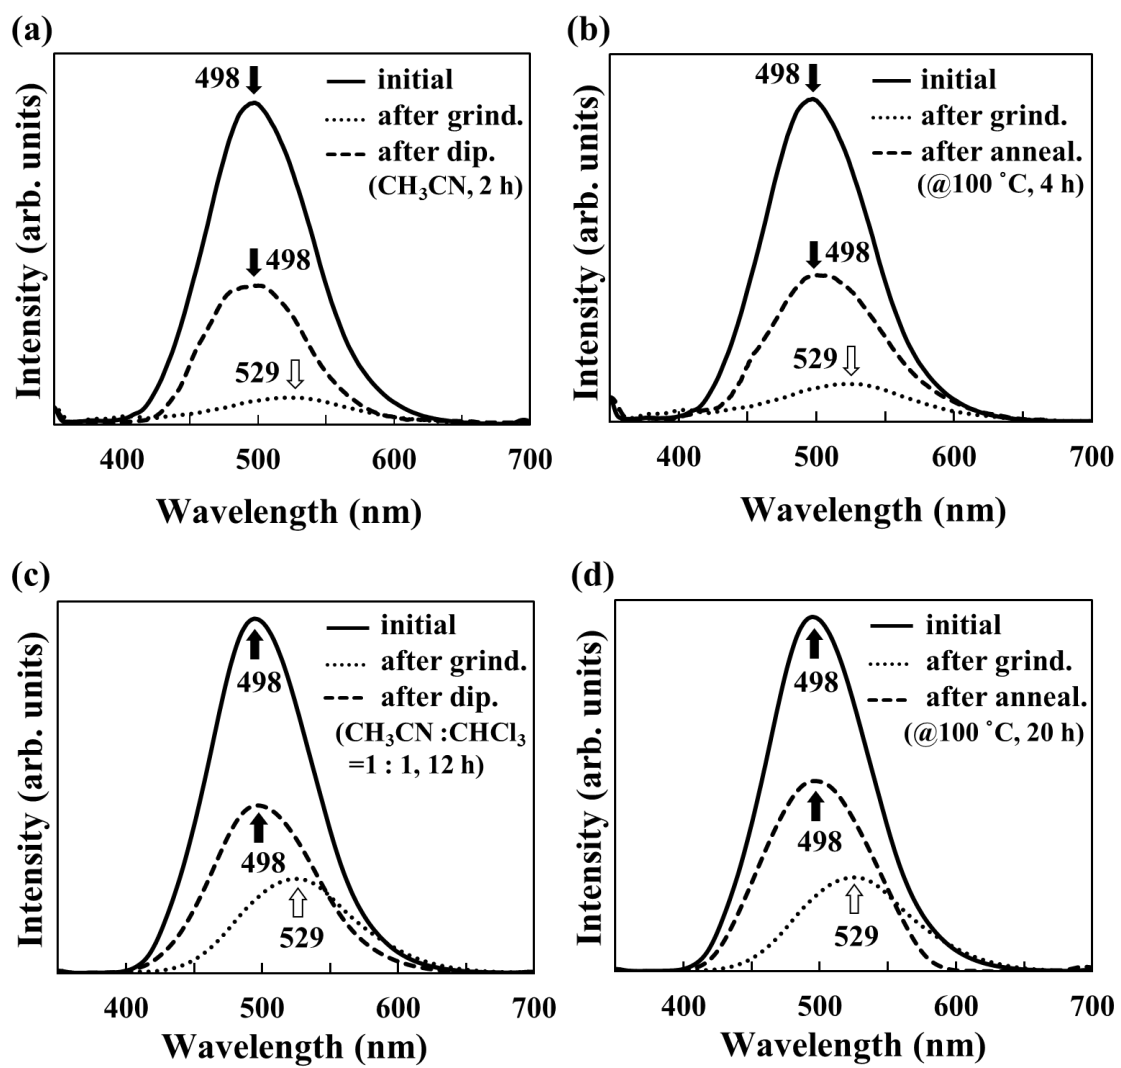 (a)
498
initial
after grind.
after dip.
(CH₃CN, 2 h)
498
529
Intensity (arb. units)
400 500 600 700
Wavelength (nm)
(b)
498
initial
after grind.
after anneal.
(@100 ˚C, 4 h)
498
529
Intensity (arb. units)
400 500 600 700
Wavelength (nm)
(c)
initial
after grind.
after dip.
(CH₃CN :CHCl₃
=1 : 1, 12 h)
498
498
529
Intensity (arb. units)
400 500 600 700
Wavelength (nm)
(d)
initial
after grind.
after anneal.
(@100 ˚C, 20 h)
498
498
529
Intensity (arb. units)
400 500 600 700
Wavelength (nm)